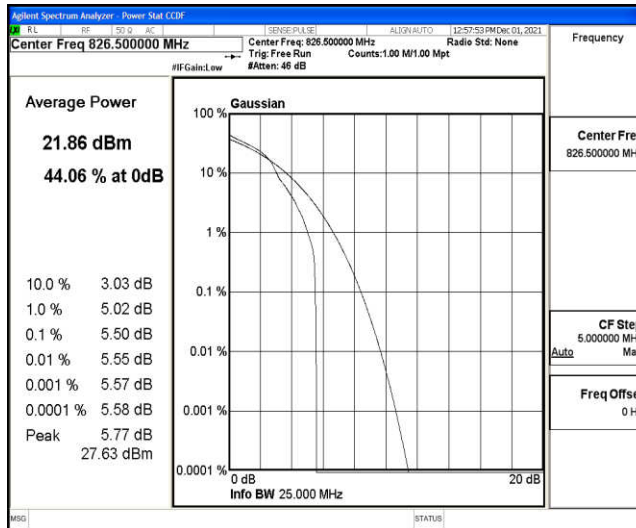 Agilent Spectrum Analyzer - Power Stat CCDF
RL RF 50 Ω AC SENSE:PULSE ALIGN AUTO 12:57:53 PM Dec 01, 2021
Center Freq 826.500000 MHz
Center Freq: 826.500000 MHz Radio Std: None
Trig: Free Run Counts:1.00 M/1.00 Mpt
#IFGain:Low #Atten: 46 dB
Frequency
Average Power
21.86 dBm
44.06 % at 0dB
10.0 % 3.03 dB
1.0 % 5.02 dB
0.1 % 5.50 dB
0.01 % 5.55 dB
0.001 % 5.57 dB
0.0001 % 5.58 dB
Peak 5.77 dB
27.63 dBm
Gaussian
100 %
10 %
1 %
0.1 %
0.01 %
0.001 %
0.0001 %
0 dB 20 dB
Info BW 25.000 MHz
Center Fre
826.500000 MH
CF Ste
5.000000 MH
Auto Ma
Freq Offse
0 H
MSG STATUS